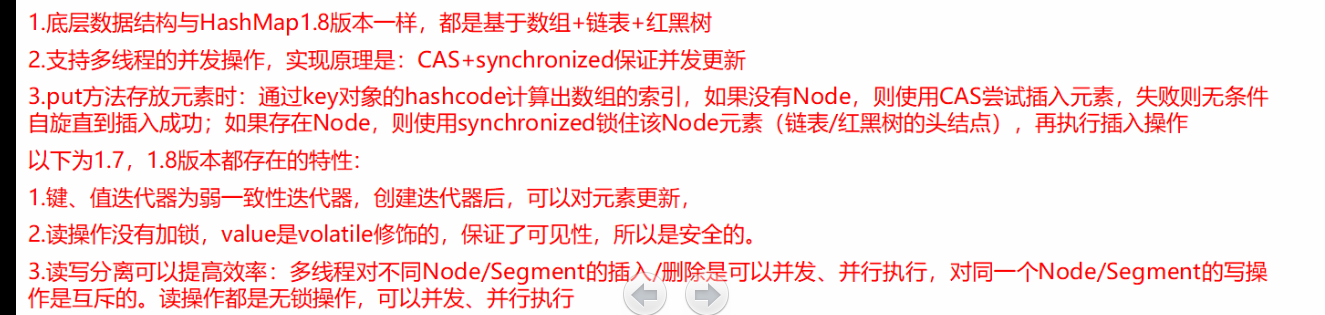 1.底层数据结构与HashMap1.8版本一样，都是基于数组+链表+红黑树
2.支持多线程的并发操作，实现原理是：CAS+synchronized保证并发更新
3.put方法存放元素时：通过key对象的hashcode计算出数组的索引，如果没有Node，则使用CAS尝试插入元素，失败则无条件
自旋直到插入成功；如果存在Node，则使用synchronized锁住该Node元素（链表/红黑树的头结点），再执行插入操作
以下为1.7，1.8版本都存在的特性：
1.键、值迭代器为弱一致性迭代器，创建迭代器后，可以对元素更新，
2.读操作没有加锁，value是volatile修饰的，保证了可见性，所以是安全的。
3.读写分离可以提高效率：多线程对不同Node/Segment的插入/删除是可以并发、并行执行，对同一个Node/Segment的写操
作是互斥的。读操作都是无锁操作，可以并发、并行执行